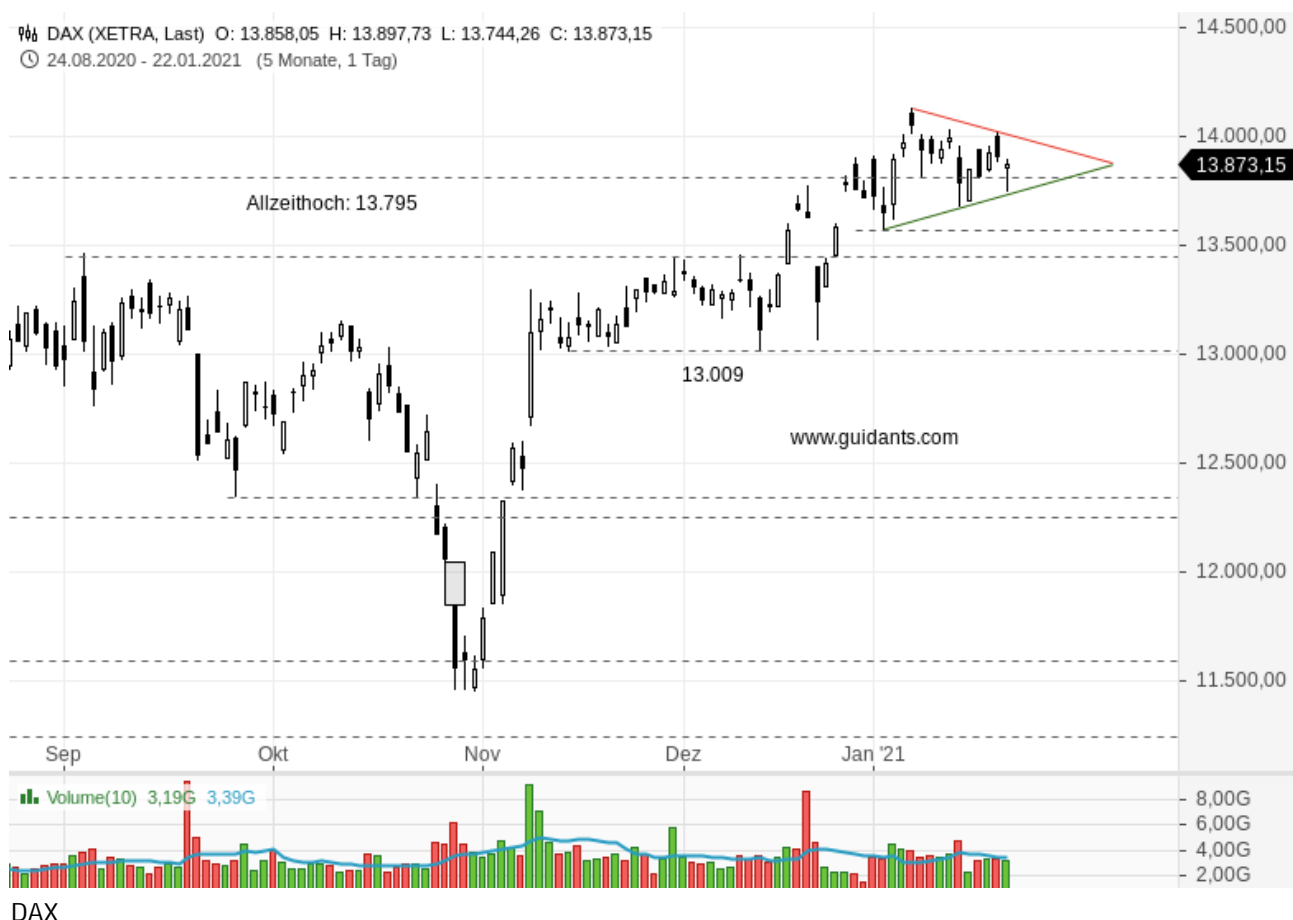 DAX (XETRA, Last) O: 13.858,05 H: 13.897,73 L: 13.744,26 C: 13.873,15
24.08.2020 - 22.01.2021 (5 Monate, 1 Tag)
14.500,00
14.000,00
13.873,15
Allzeithoch: 13.795
13.500,00
13.000,00
13.009
www.guidants.com
12.500,00
12.000,00
11.500,00
Sep Okt Nov Dez Jan '21
Volume(10) 3,19G 3,39G
8,00G
6,00G
4,00G
2,00G
DAX